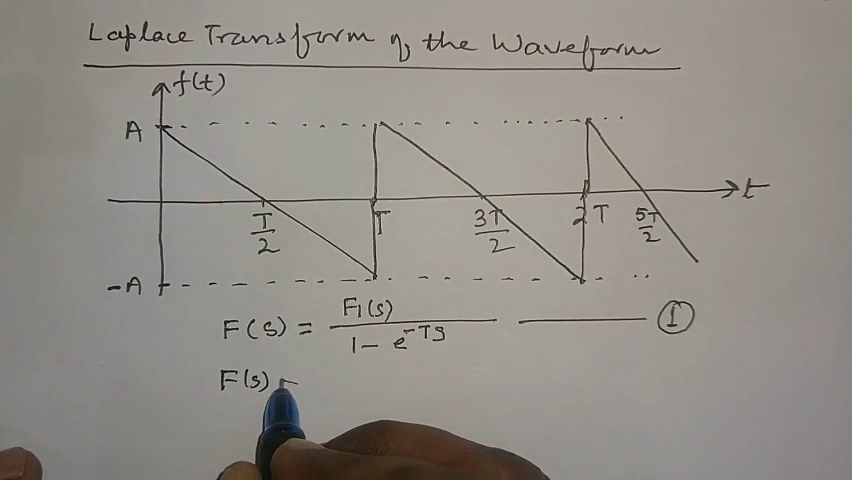 Laplace Transform of the Waveform
f(t)
A
t
T/2 T 3T/2 2T 5T/2
-A
F(s) = F1(s) / 1 - e^-TS ——— ①
F(s) =